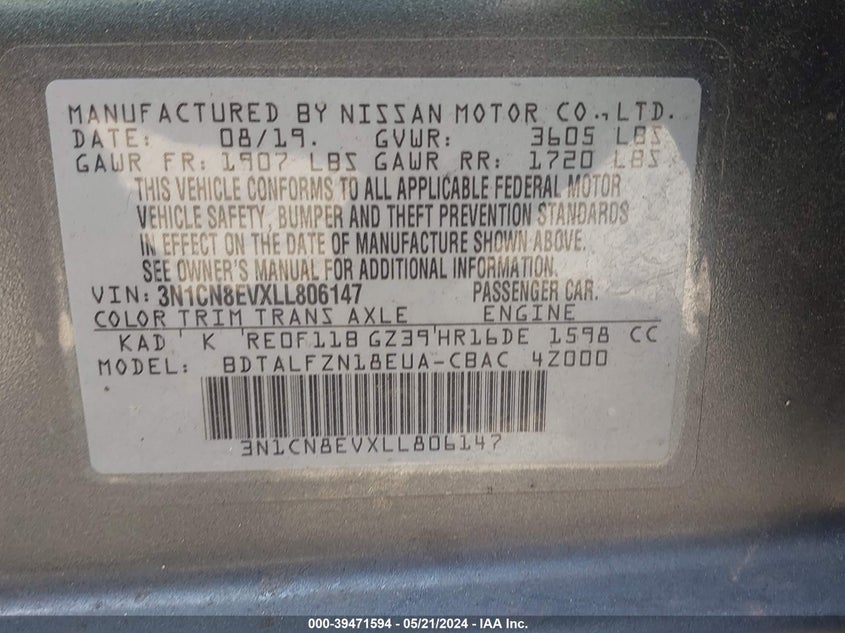 MANUFACTURED BY NISSAN MOTOR CO.,LTD.
DATE: 08/19. GVWR: 3605 LBS
GAWR FR: 1907 LBS GAWR RR: 1720 LBS
THIS VEHICLE CONFORMS TO ALL APPLICABLE FEDERAL MOTOR
VEHICLE SAFETY, BUMPER AND THEFT PREVENTION STANDARDS
IN EFFECT ON THE DATE OF MANUFACTURE SHOWN ABOVE.
SEE OWNER'S MANUAL FOR ADDITIONAL INFORMATION.
VIN: 3N1CN8EVXLL806147 PASSENGER CAR.
COLOR TRIM TRANS AXLE ENGINE
KAD K RE0F11B GZ39 HR16DE 1598 CC
MODEL: BDTALFZN18EUA-CBAC 4Z000
3N1CN8EVXLL806147
000-39471594 - 05/21/2024 - IAA Inc.